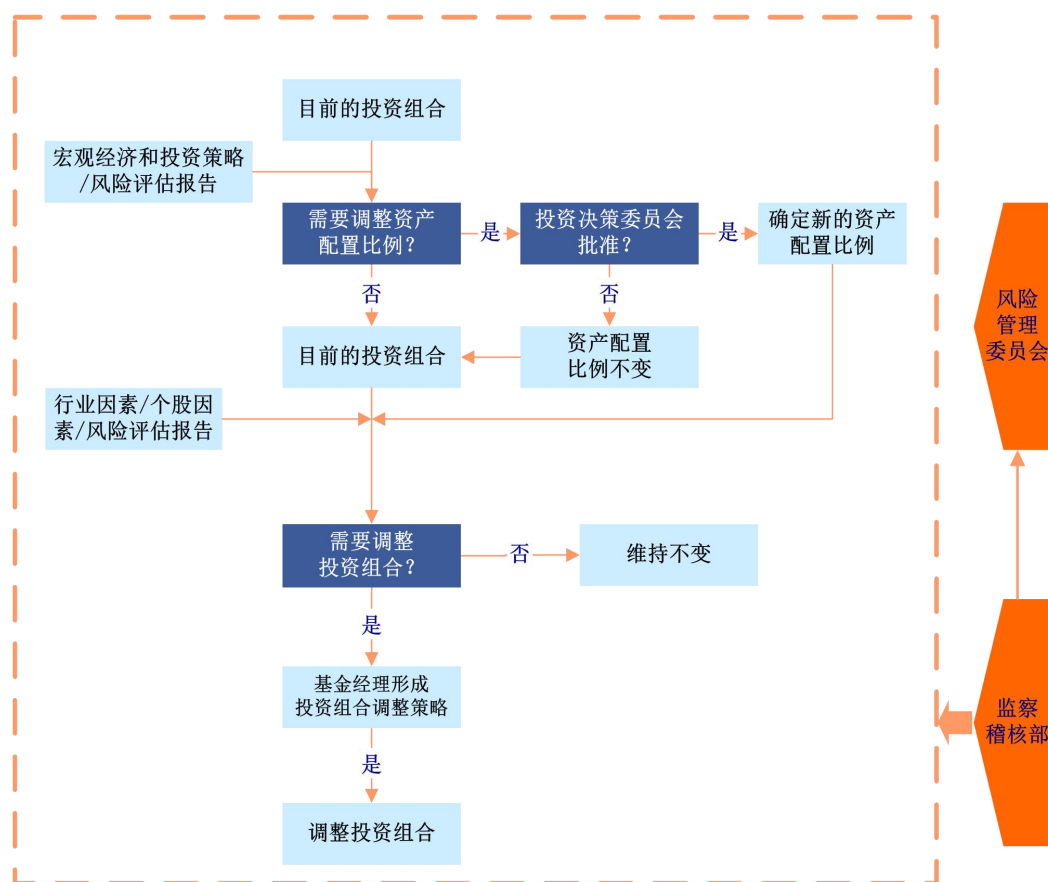 目前的投资组合
宏观经济和投资策略
/风险评估报告
需要调整资产
配置比例？
是
投资决策委员会
批准？
是
确定新的资产
配置比例
否
否
目前的投资组合
资产配置
比例不变
行业因素/个股因
素/风险评估报告
需要调整
投资组合？
否
维持不变
是
基金经理形成
投资组合调整策略
是
调整投资组合
风险
管理
委员会
监察
稽核部